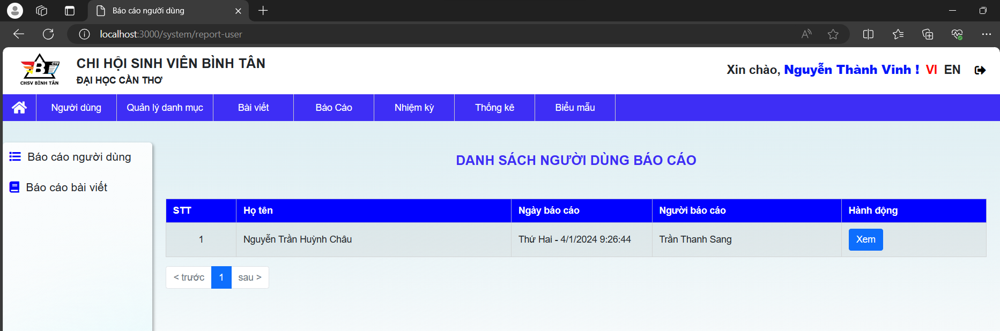 Báo cáo người dùng
localhost:3000/system/report-user
CTU
B
CHSV BÌNH TÂN
CHI HỘI SINH VIÊN BÌNH TÂN
ĐẠI HỌC CẦN THƠ
Xin chào, Nguyễn Thành Vinh ! VI EN
Người dùng Quản lý danh mục Bài viết Báo Cáo Nhiệm kỳ Thống kê Biểu mẫu
Báo cáo người dùng
Báo cáo bài viết
DANH SÁCH NGƯỜI DÙNG BÁO CÁO
STT Họ tên Ngày báo cáo Người báo cáo Hành động
1 Nguyễn Trần Huỳnh Châu Thứ Hai - 4/1/2024 9:26:44 Trần Thanh Sang Xem
< trước 1 sau >